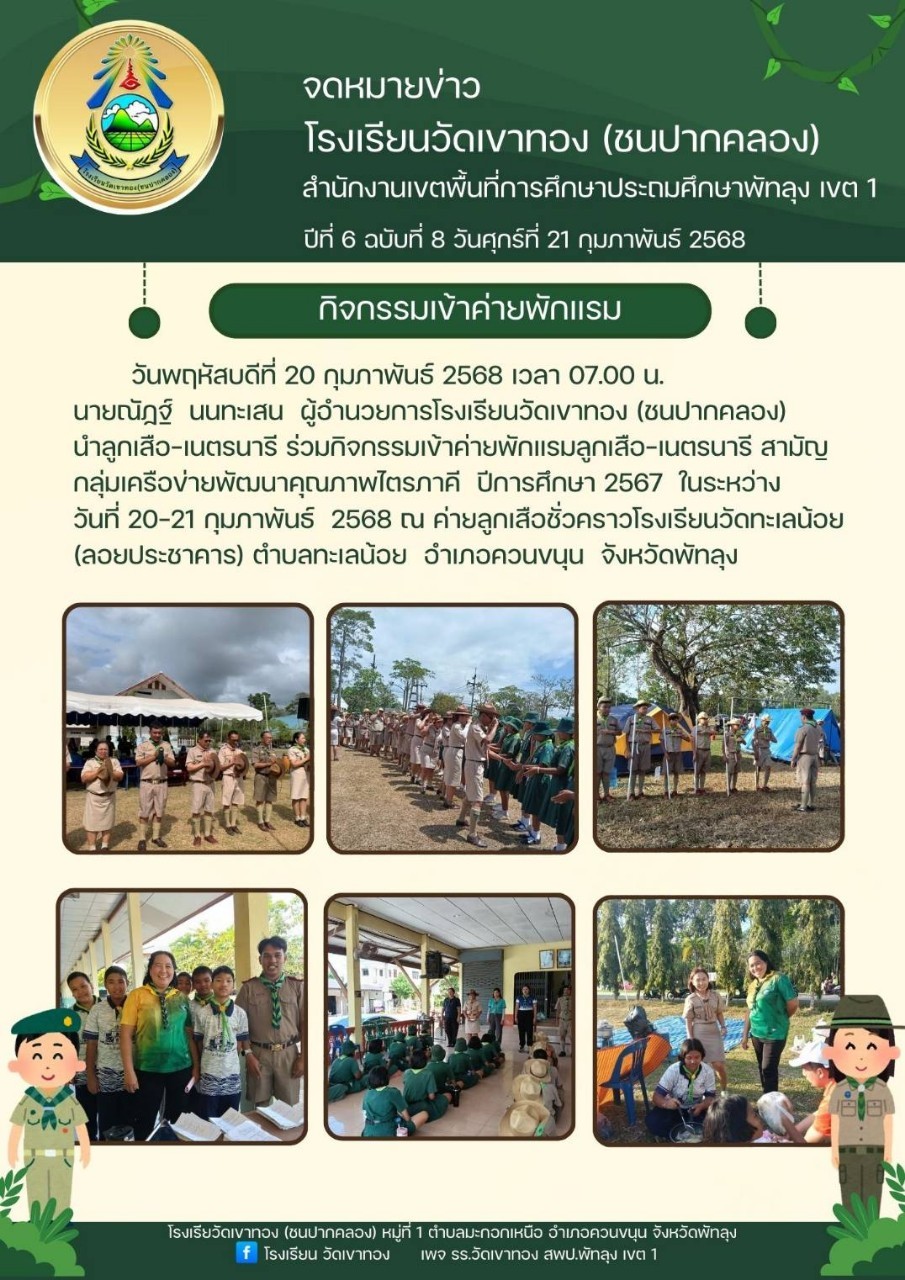 โรงเรียนวัดเขาทอง(ชนปากคลอง)
จดหมายข่าว
โรงเรียนวัดเขาทอง (ชนปากคลอง)
สำนักงานเขตพื้นที่การศึกษาประถมศึกษาพัทลุง เขต 1
ปีที่ 6 ฉบับที่ 8 วันศุกร์ที่ 21 กุมภาพันธ์ 2568
กิจกรรมเข้าค่ายพักแรม
วันพฤหัสบดีที่ 20 กุมภาพันธ์ 2568 เวลา 07.00 น.
นายณัฎฐ์ นนทะเสน ผู้อำนวยการโรงเรียนวัดเขาทอง (ชนปากคลอง)
นำลูกเสือ-เนตรนารี ร่วมกิจกรรมเข้าค่ายพักแรมลูกเสือ-เนตรนารี สามัญ
กลุ่มเครือข่ายพัฒนาคุณภาพไตรภาคี ปีการศึกษา 2567 ในระหว่าง
วันที่ 20-21 กุมภาพันธ์ 2568 ณ ค่ายลูกเสือชั่วคราวโรงเรียนวัดทะเลน้อย
(ลอยประชาคาร) ตำบลทะเลน้อย อำเภอควนขนุน จังหวัดพัทลุง
โรงเรียวัดเขาทอง (ชนปากคลอง) หมู่ที่ 1 ตำบลมะกอกเหนือ อำเภอควนขนุน จังหวัดพัทลุง
f โรงเรียน วัดเขาทอง เพจ รร.วัดเขาทอง สพป.พัทลุง เขต 1